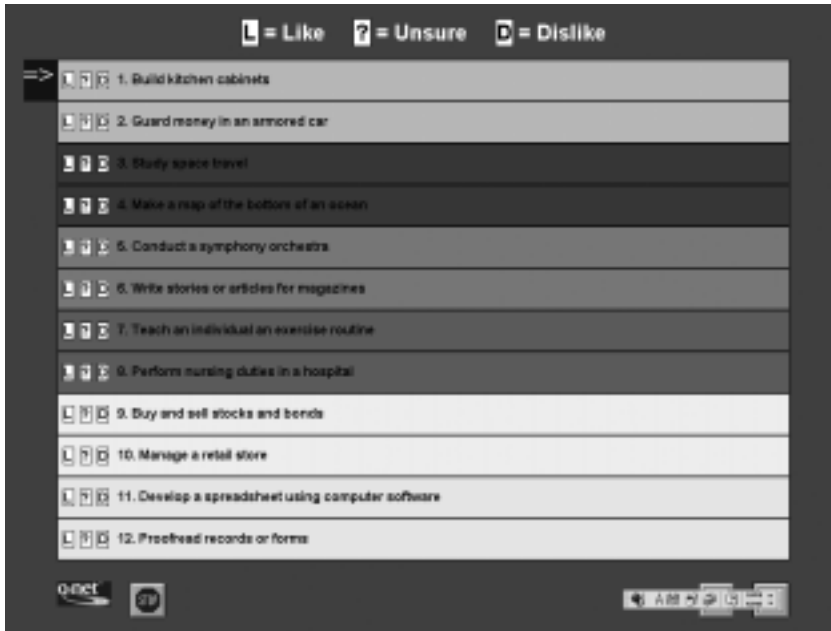 L = Like ? = Unsure D = Dislike
=> L ? D 1. Build kitchen cabinets
L ? D 2. Guard money in an armored car
L ? D 3. Study space travel
L ? D 4. Make a map of the bottom of an ocean
L ? D 5. Conduct a symphony orchestra
L ? D 6. Write stories or articles for magazines
L ? D 7. Teach an individual an exercise routine
L ? D 8. Perform nursing duties in a hospital
L ? D 9. Buy and sell stocks and bonds
L ? D 10. Manage a retail store
L ? D 11. Develop a spreadsheet using computer software
L ? D 12. Proofread records or forms
o·net STOP